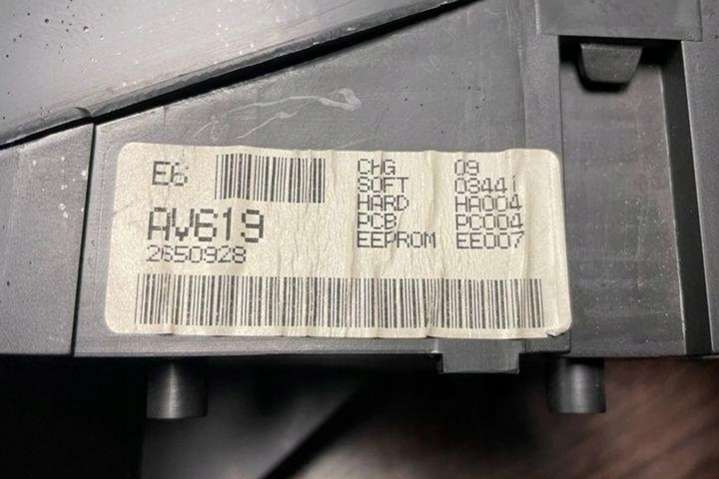 E6
AV619
2650928
CHG 09
SOFT 03441
HARD HA004
PCB PC004
EEPROM EE007